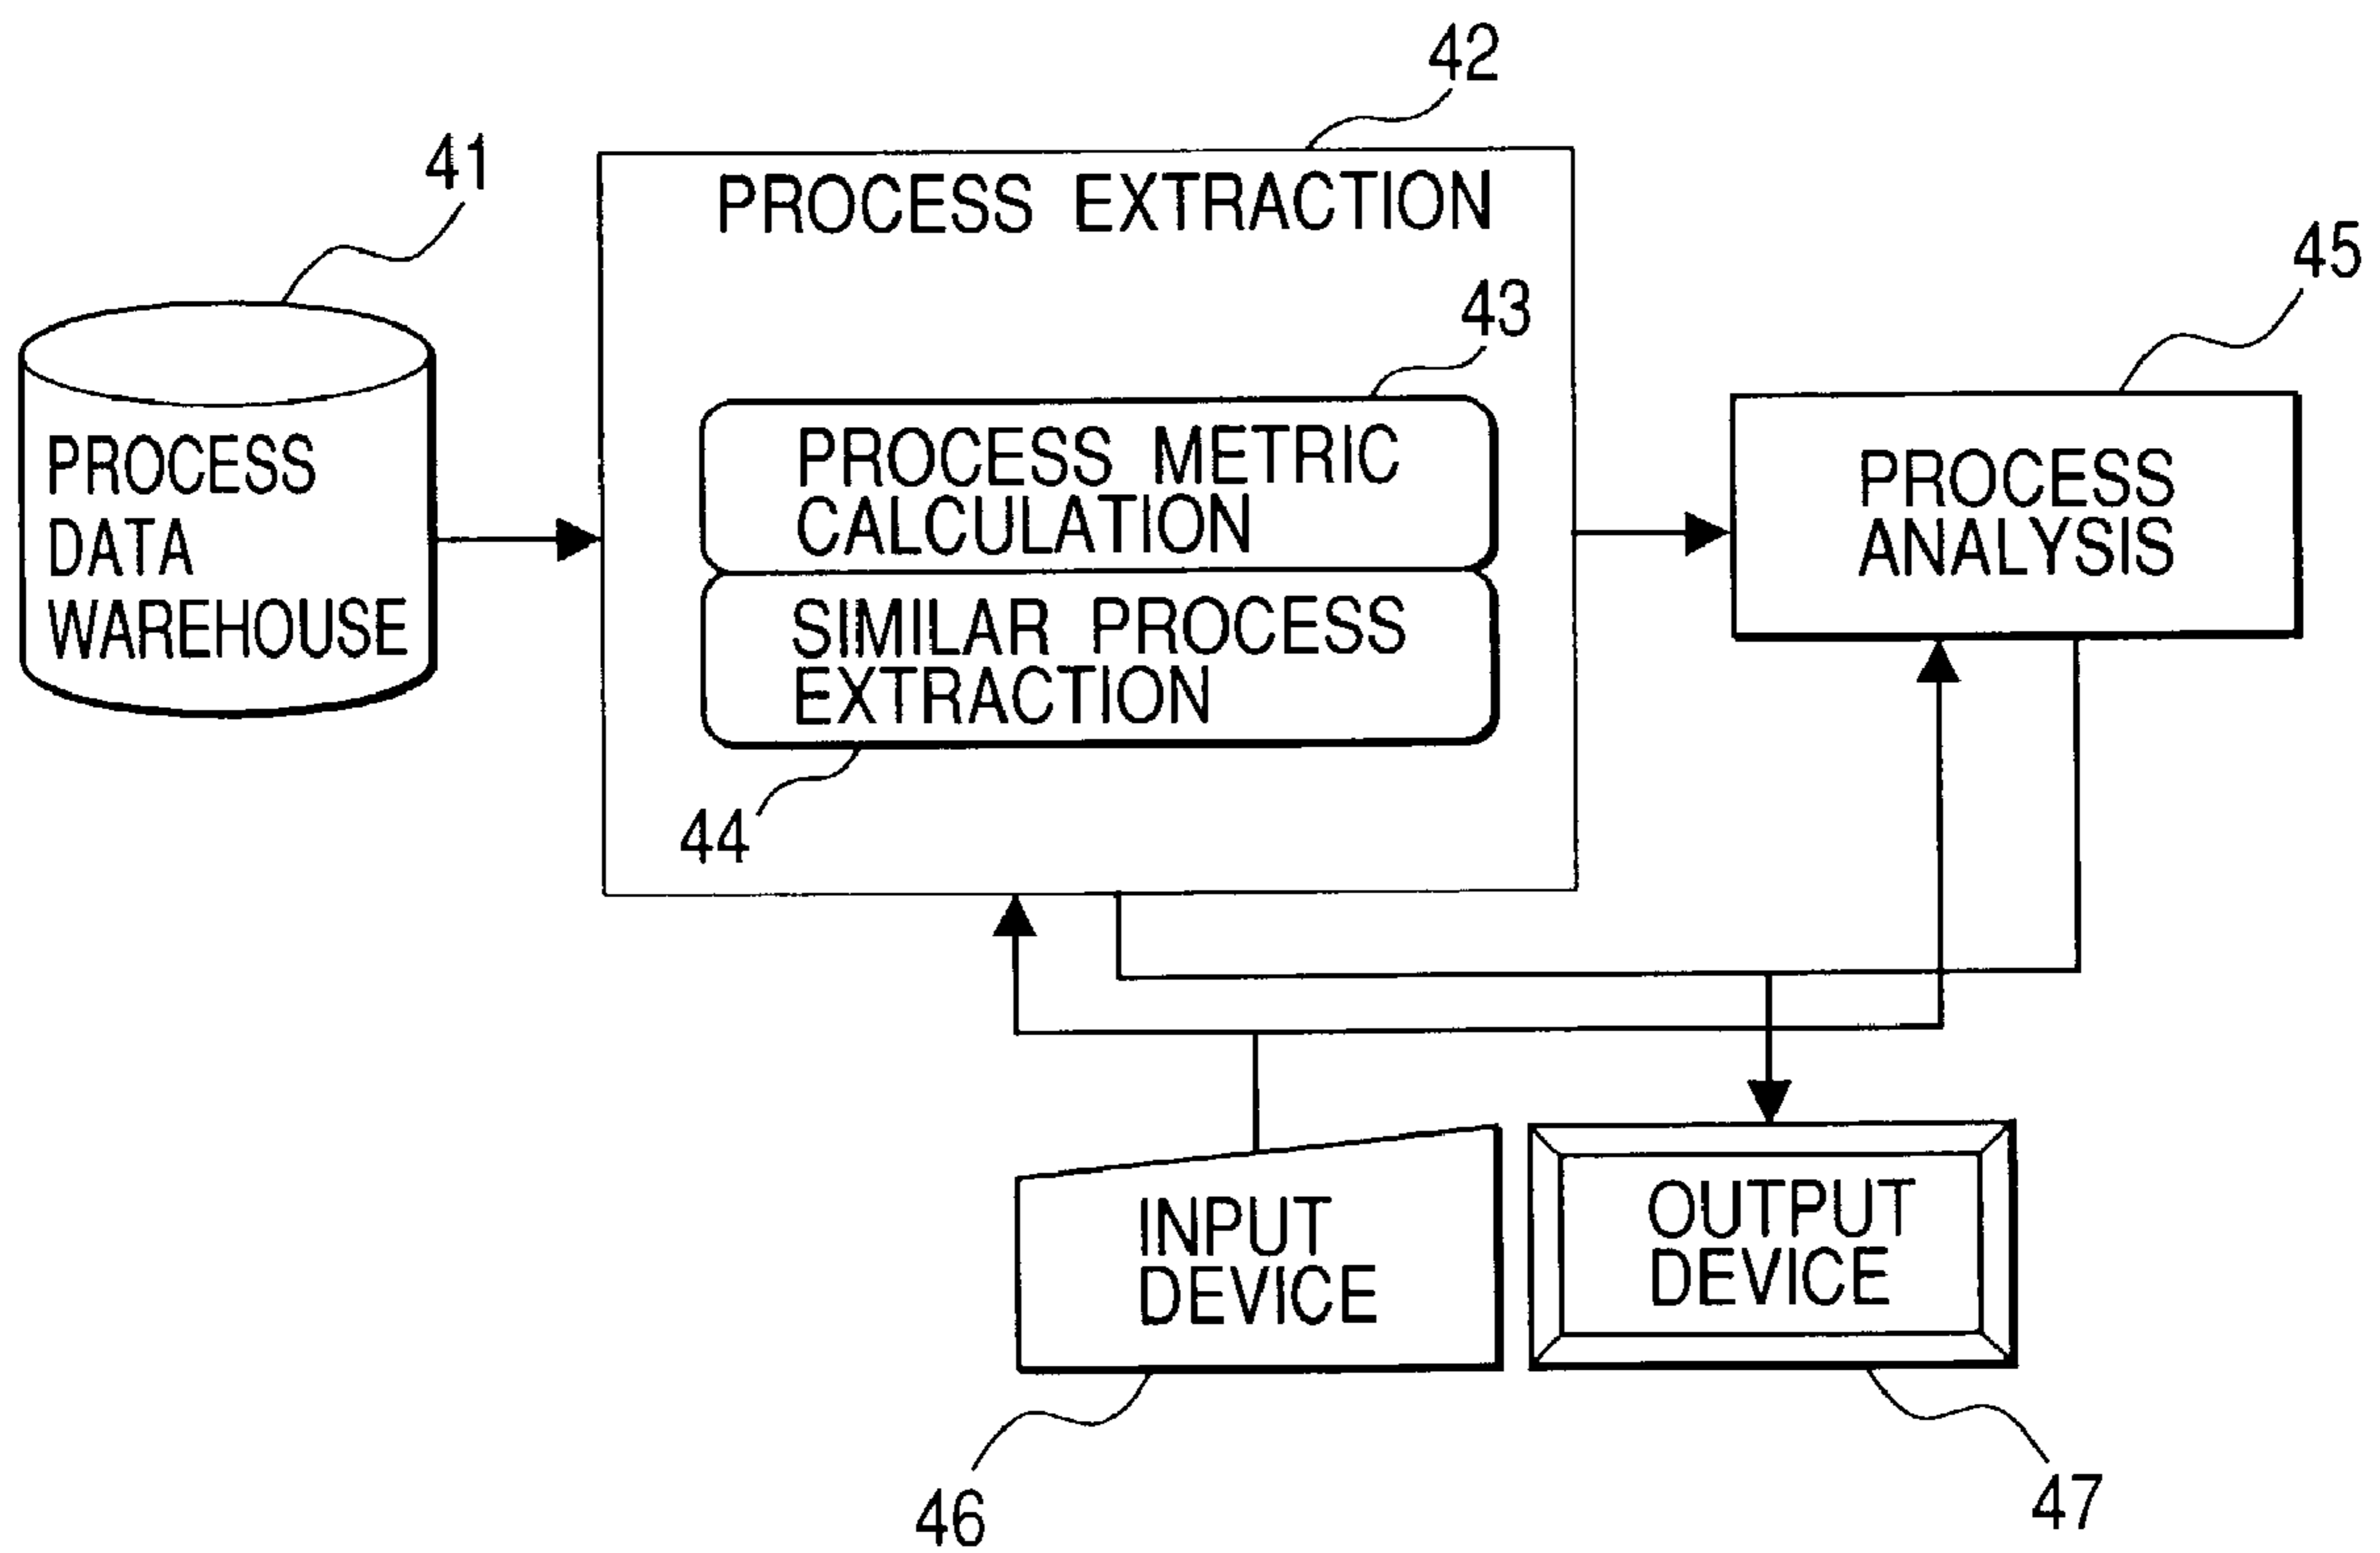 42
41
PROCESS EXTRACTION
45
43
PROCESS
DATA
WAREHOUSE
PROCESS METRIC
CALCULATION
SIMILAR PROCESS
EXTRACTION
PROCESS
ANALYSIS
44
INPUT
DEVICE
OUTPUT
DEVICE
46
47